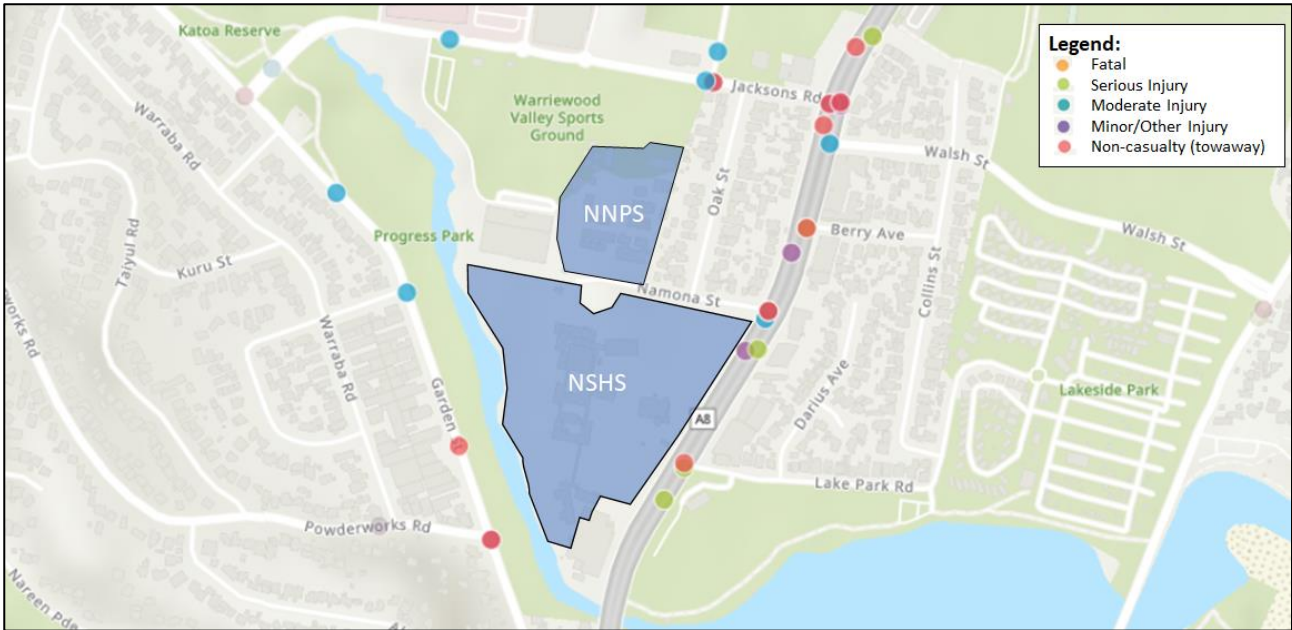 Katoa Reserve
Legend:
Fatal
Serious Injury
Moderate Injury
Minor/Other Injury
Non-casualty (towaway)
Jacksons Rd
Warriewood
Valley Sports
Ground
Warraba Rd
Walsh St
Oak St
NNPS
Taiyul Rd
Progress Park
Berry Ave
Walsh St
Kuru St
Collins St
Namona St
Warraba Rd
NSHS
Darius Ave
Lakeside Park
Garden
A8
Lake Park Rd
Powderworks Rd
Nareen Pde